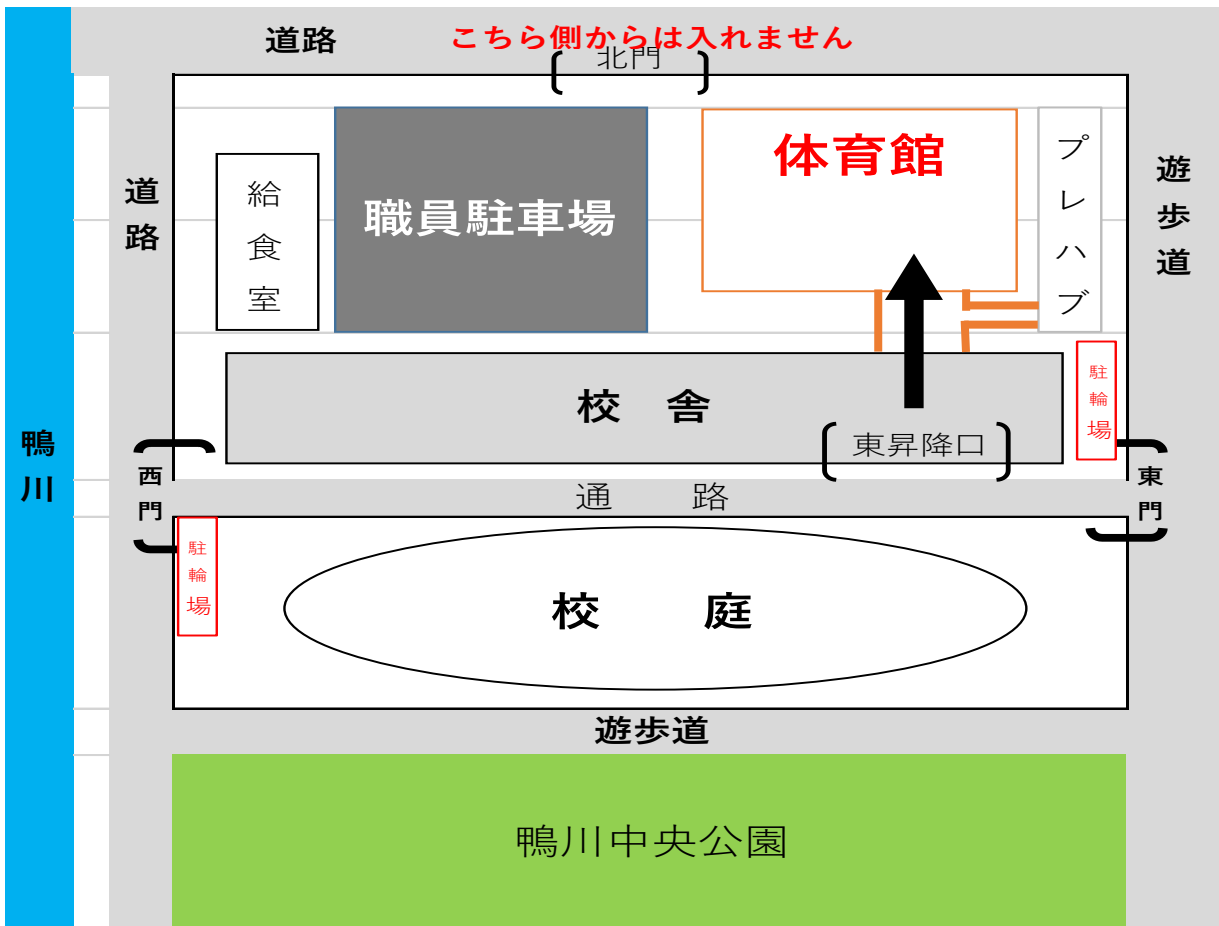 道路
こちら側からは入れません
北門
体育館
プレハブ
遊歩道
道路
給食室
職員駐車場
校 舎
駐輪場
鴨川
西門
東昇降口
東門
通 路
駐輪場
校 庭
遊歩道
鴨川中央公園